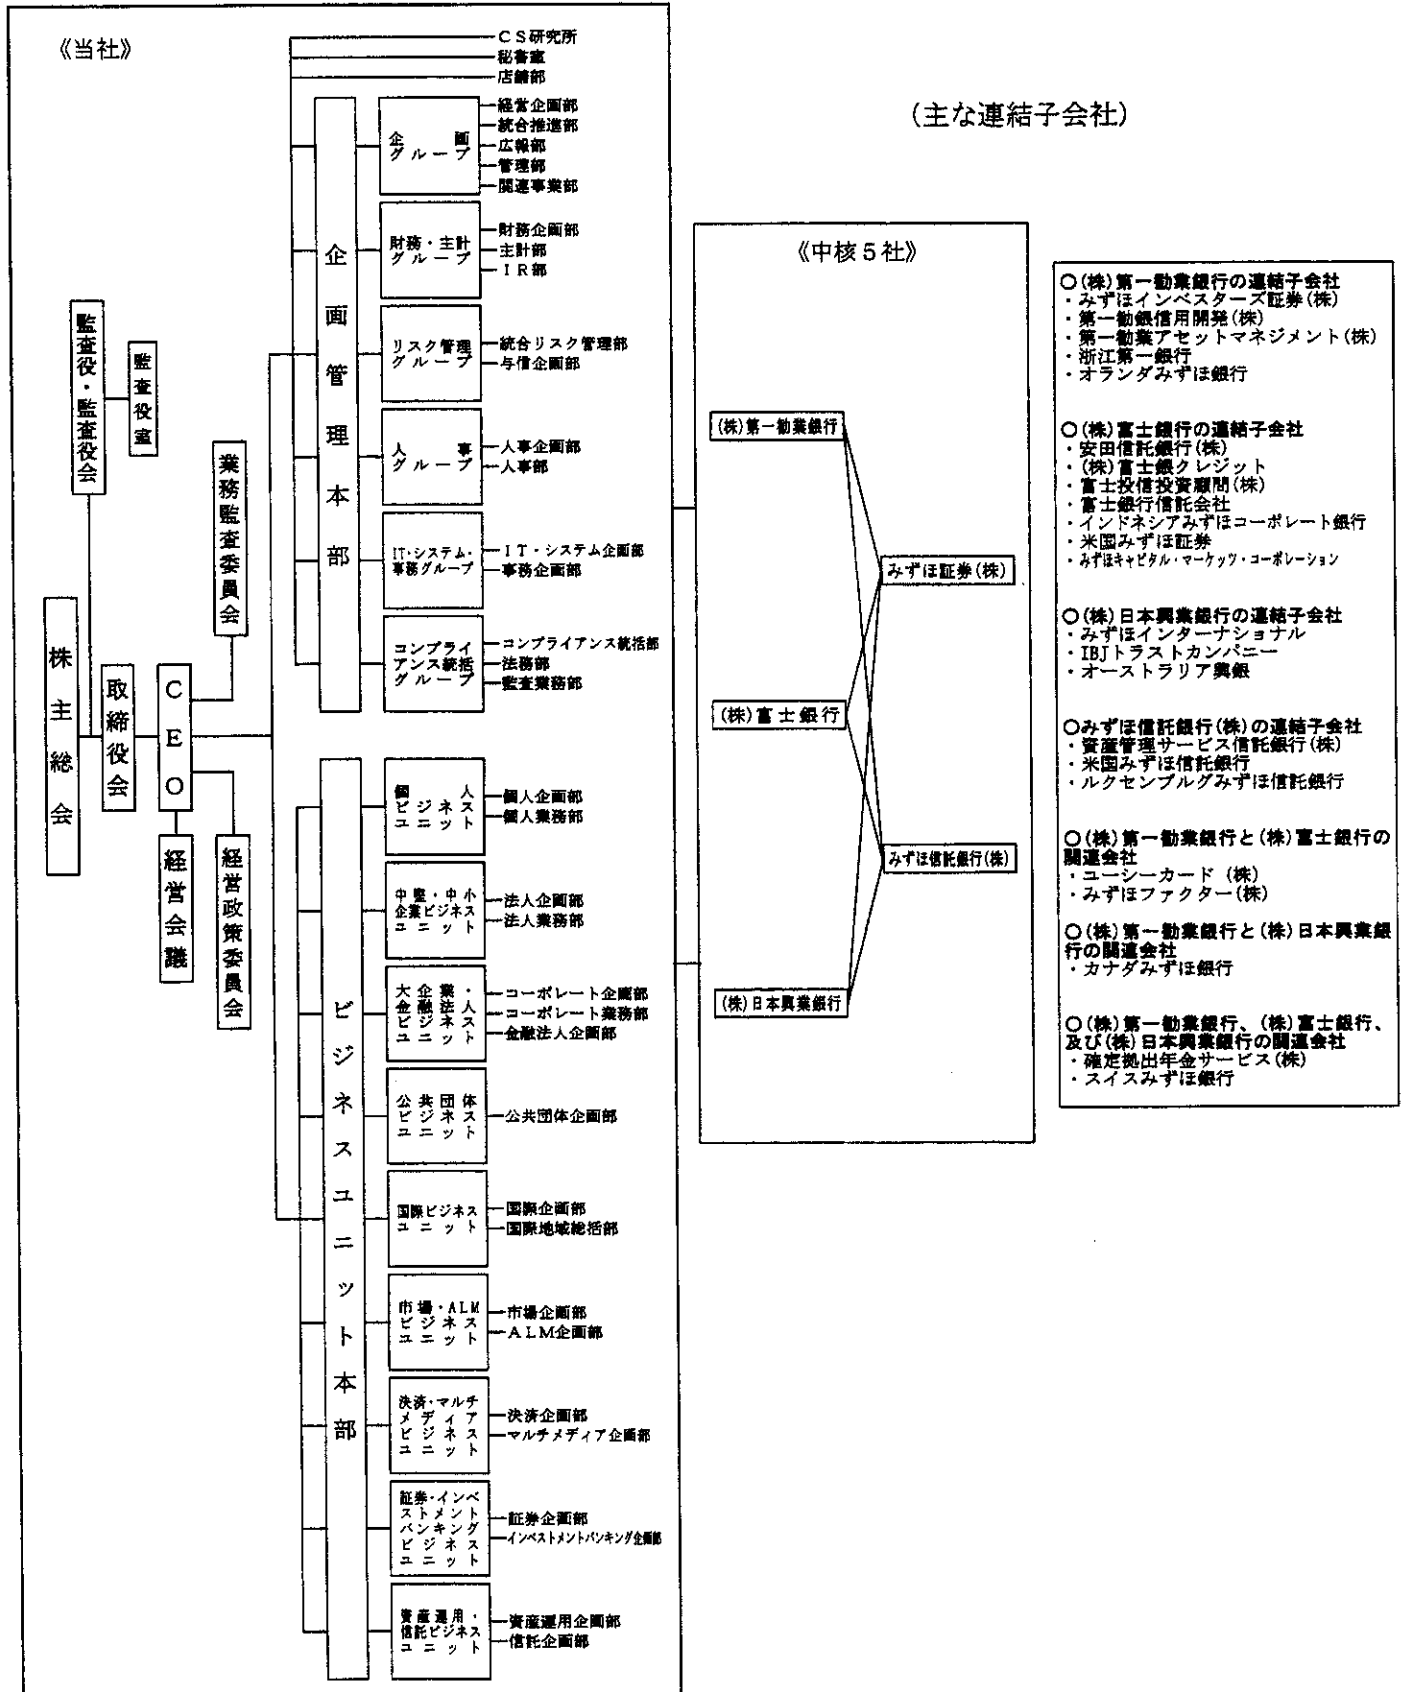 《当社》
CS研究所
秘書室
店舗部
企画
グループ
経営企画部
統合推進部
広報部
管理部
関連事業部
財務・主計
グループ
財務企画部
主計部
IR部
リスク管理
グループ
統合リスク管理部
与信企画部
人事
グループ
人事企画部
人事部
IT・システム・
事務グループ
IT・システム企画部
事務企画部
コンプライ
アンス統括
グループ
コンプライアンス統括部
法務部
監査業務部
企画管理本部
監査役・監査役会
監査役室
業務監査委員会
株主総会
取締役会
CEO
経営会議
経営政策委員会
ビジネスユニット本部
個人
ビジネス
ユニット
個人企画部
個人業務部
中堅・中小
企業ビジネス
ユニット
法人企画部
法人業務部
大企業・
金融法人
ビジネス
ユニット
コーポレート企画部
コーポレート業務部
金融法人企画部
公共団体
ビジネス
ユニット
公共団体企画部
国際ビジネス
ユニット
国際企画部
国際地域総括部
市場・ALM
ビジネス
ユニット
市場企画部
ALM企画部
決済・マルチ
メディア
ビジネス
ユニット
決済企画部
マルチメディア企画部
証券・インベ
ストメント
バンキング
ビジネス
ユニット
証券企画部
インベストメントバンキング企画部
資産運用・
信託ビジネス
ユニット
資産運用企画部
信託企画部
(主な連結子会社)
《中核5社》
(株)第一勧業銀行
みずほ証券(株)
(株)富士銀行
みずほ信託銀行(株)
(株)日本興業銀行
○(株)第一勧業銀行の連結子会社
・みずほインベスターズ証券(株)
・第一勧銀信用開発(株)
・第一勧業アセットマネジメント(株)
・浙江第一銀行
・オランダみずほ銀行
○(株)富士銀行の連結子会社
・安田信託銀行(株)
・(株)富士銀クレジット
・富士投信投資顧問(株)
・富士銀行信託会社
・インドネシアみずほコーポレート銀行
・米国みずほ証券
・みずほキャピタル・マーケッツ・コーポレーション
○(株)日本興業銀行の連結子会社
・みずほインターナショナル
・IBJトラストカンパニー
・オーストラリア興銀
○みずほ信託銀行(株)の連結子会社
・資産管理サービス信託銀行(株)
・米国みずほ信託銀行
・ルクセンブルグみずほ信託銀行
○(株)第一勧業銀行と(株)富士銀行の
関連会社
・ユーシーカード(株)
・みずほファクター(株)
○(株)第一勧業銀行と(株)日本興業銀
行の関連会社
・カナダみずほ銀行
○(株)第一勧業銀行、(株)富士銀行、
及び(株)日本興業銀行の関連会社
・確定拠出年金サービス(株)
・スイスみずほ銀行